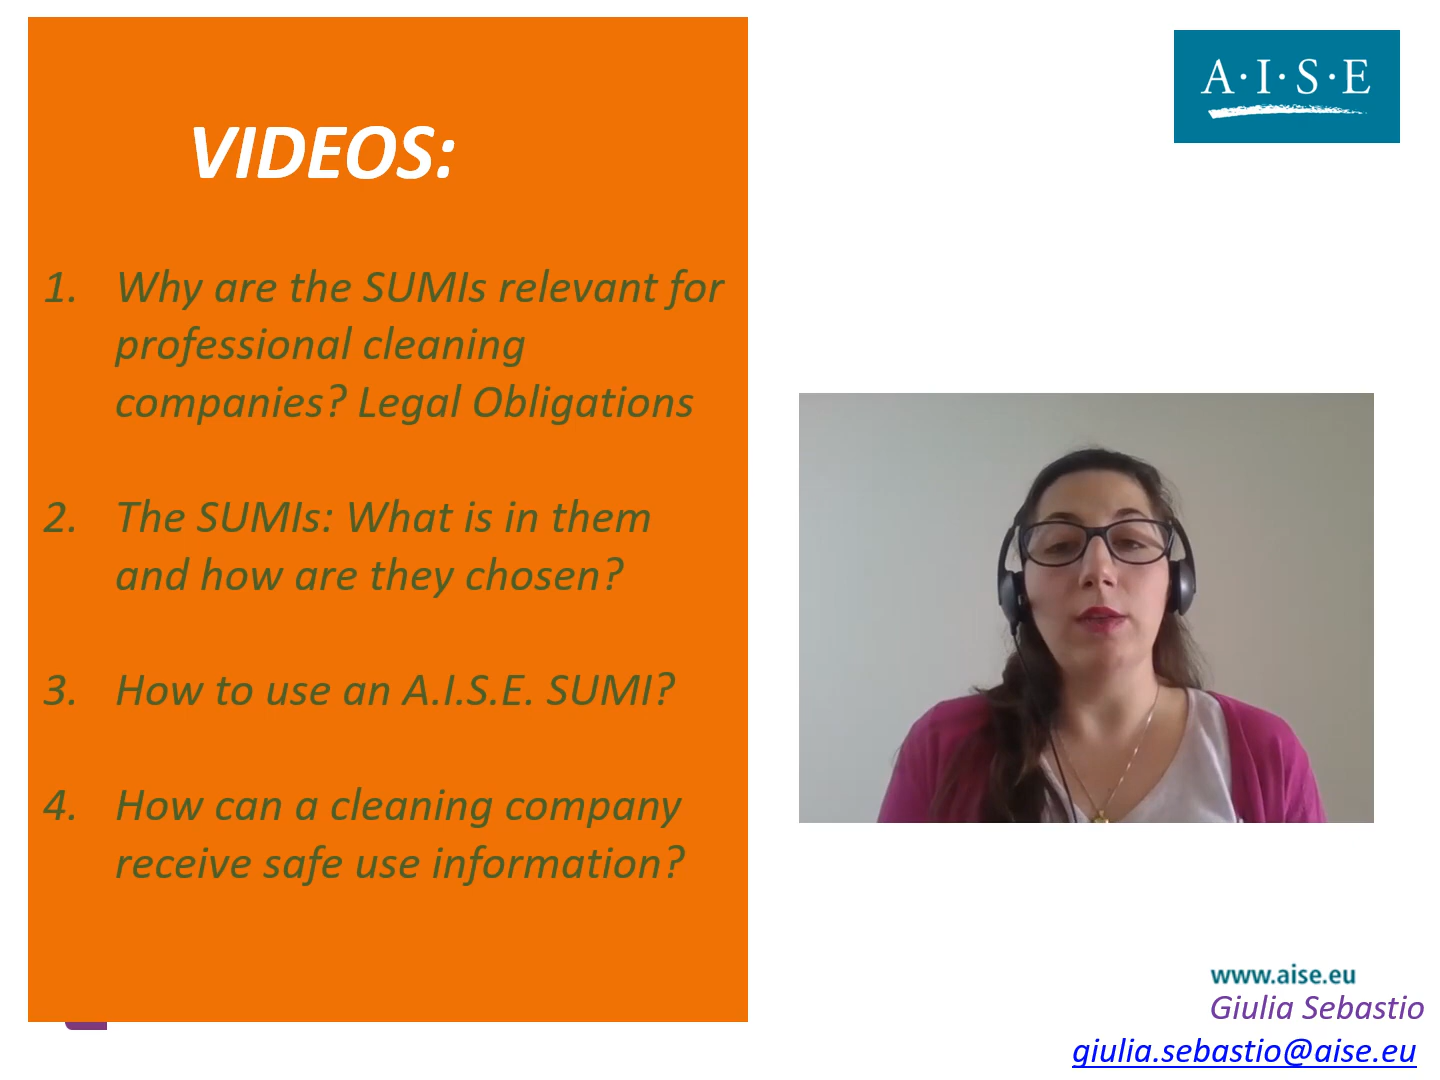 VIDEOS:
1. Why are the SUMIs relevant for
professional cleaning
companies? Legal Obligations
2. The SUMIs: What is in them
and how are they chosen?
3. How to use an A.I.S.E. SUMI?
4. How can a cleaning company
receive safe use information?
A·I·S·E
www.aise.eu
Giulia Sebastio
giulia.sebastio@aise.eu